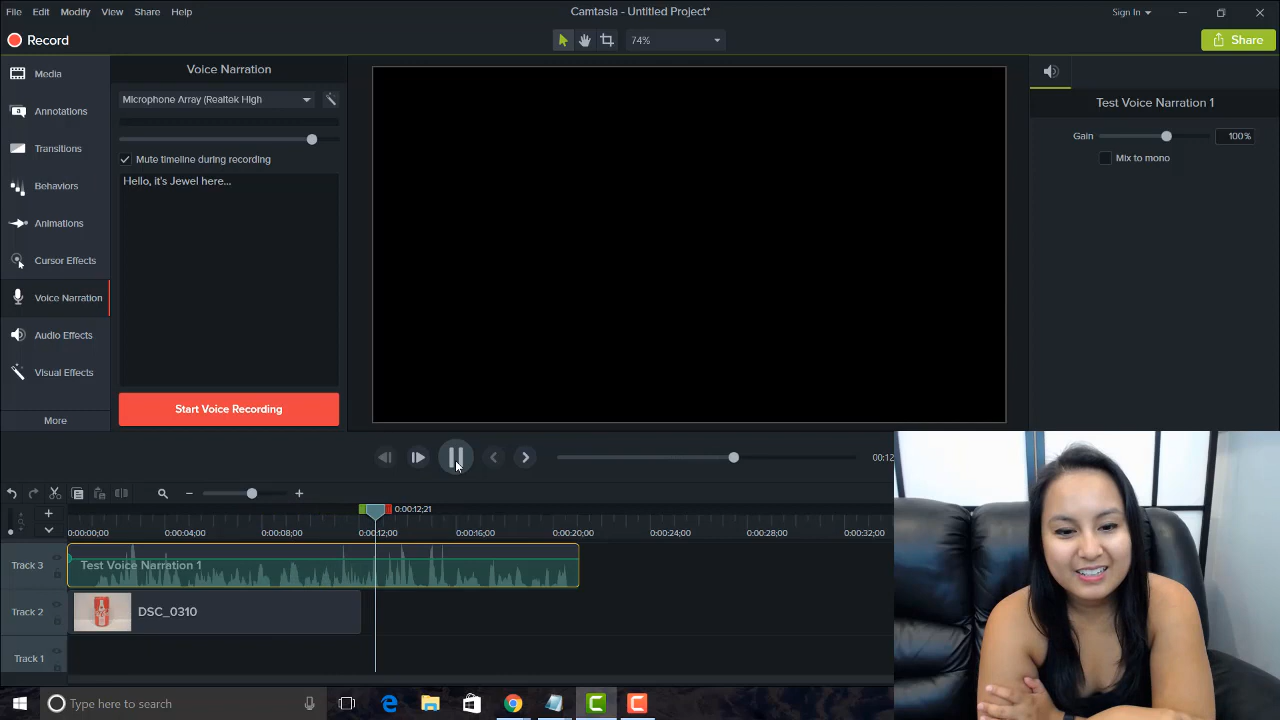 File Edit Modify View Share Help Camtasia - Untitled Project* Sign In
Record 74% Share
Media
Annotations
Transitions
Behaviors
Animations
Cursor Effects
Voice Narration
Audio Effects
Visual Effects
More
Voice Narration
Microphone Array (Realtek High
Mute timeline during recording
Hello, it's Jewel here...
Start Voice Recording
Test Voice Narration 1
Gain 100%
Mix to mono
00:12
0:00:12;21
0:00:00;00 0:00:04;00 0:00:08;00 0:00:12;00 0:00:16;00 0:00:20;00 0:00:24;00 0:00:28;00 0:00:32;00
Track 3 Test Voice Narration 1
Track 2 DSC_0310
Track 1
Type here to search